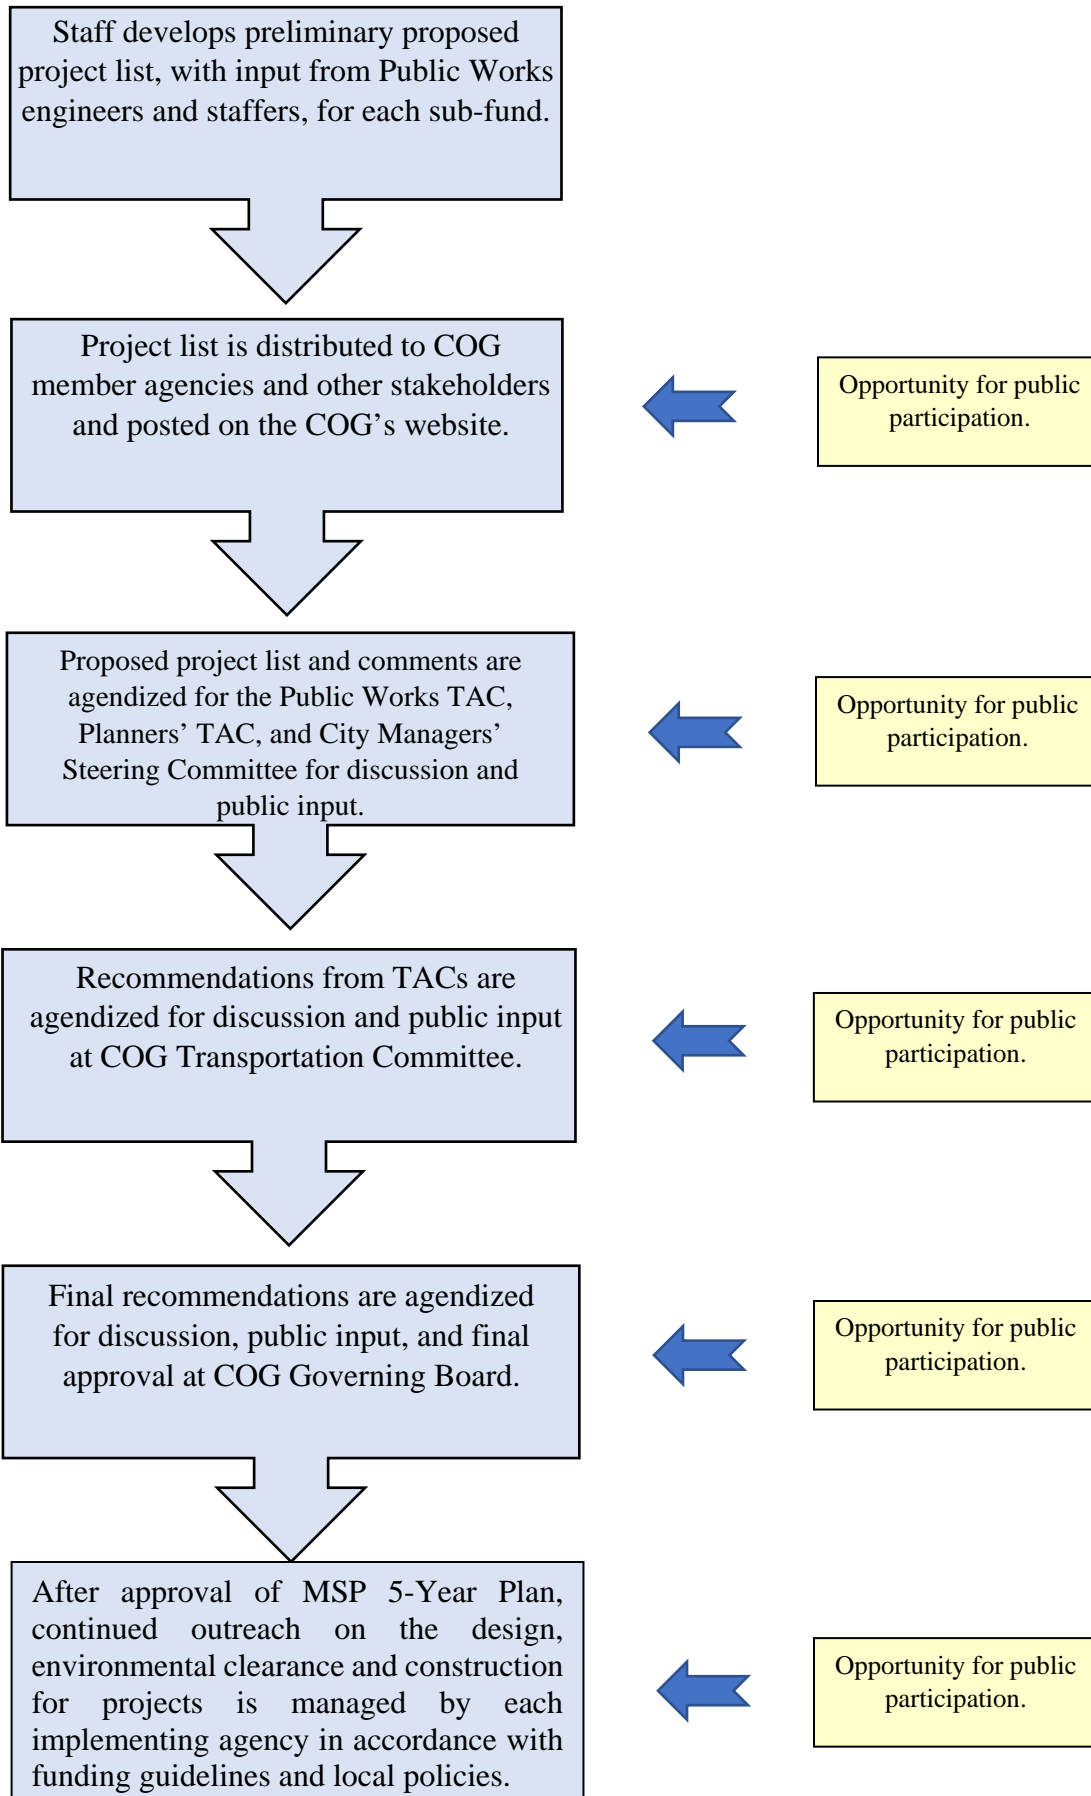 Staff develops preliminary proposed
project list, with input from Public Works
engineers and staffers, for each sub-fund.
Project list is distributed to COG
member agencies and other stakeholders
and posted on the COG’s website.
Opportunity for public
participation.
Proposed project list and comments are
agendized for the Public Works TAC,
Planners’ TAC, and City Managers’
Steering Committee for discussion and
public input.
Opportunity for public
participation.
Recommendations from TACs are
agendized for discussion and public input
at COG Transportation Committee.
Opportunity for public
participation.
Final recommendations are agendized
for discussion, public input, and final
approval at COG Governing Board.
Opportunity for public
participation.
After approval of MSP 5-Year Plan,
continued outreach on the design,
environmental clearance and construction
for projects is managed by each
implementing agency in accordance with
funding guidelines and local policies.
Opportunity for public
participation.